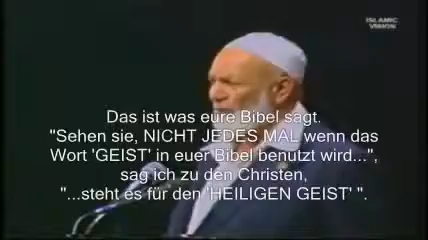 ISLAMIC
VISION
Das ist was eure Bibel sagt.
"Sehen sie, NICHT JEDES MAL wenn das
Wort 'GEIST' in euer Bibel benutzt wird...",
sag ich zu den Christen,
"...steht es für den 'HEILIGEN GEIST' ".